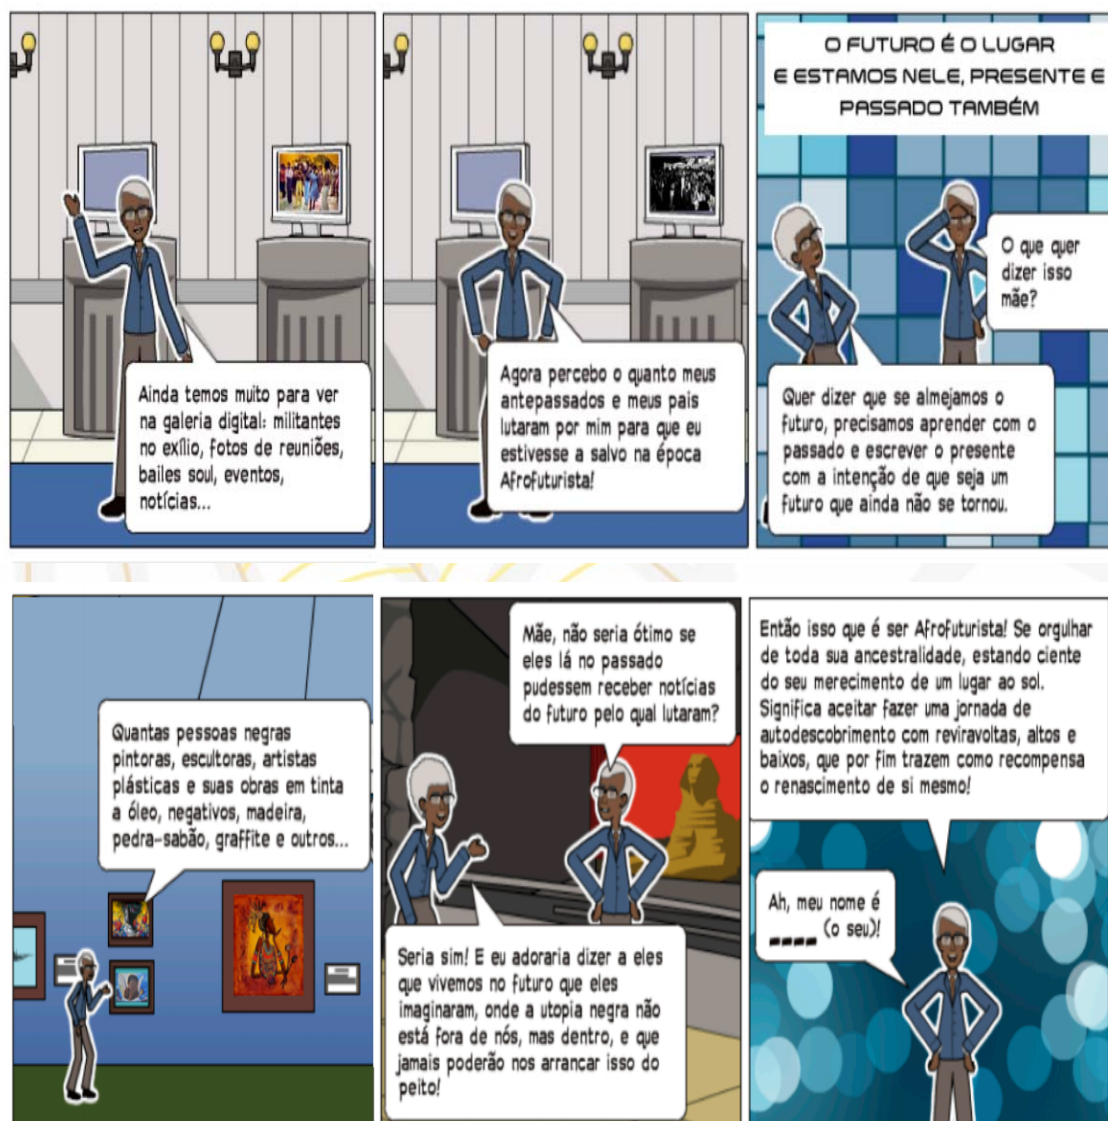 Ainda temos muito para ver
na galeria digital: militantes
no exílio, fotos de reuniões,
bailes soul, eventos,
notícias...
Agora percebo o quanto meus
antepassados e meus pais
lutaram por mim para que eu
estivesse a salvo na época
Afrofuturista!
O FUTURO É O LUGAR
E ESTAMOS NELE, PRESENTE E
PASSADO TAMBÉM
O que quer
dizer isso
mãe?
Quer dizer que se almejamos o
futuro, precisamos aprender com o
passado e escrever o presente
com a intenção de que seja um
futuro que ainda não se tornou.
Quantas pessoas negras
pintoras, escultoras, artistas
plásticas e suas obras em tinta
a óleo, negativos, madeira,
pedra-sabão, graffite e outros...
Mãe, não seria ótimo se
eles lá no passado
pudessem receber notícias
do futuro pelo qual lutaram?
Seria sim! E eu adoraria dizer a eles
que vivemos no futuro que eles
imaginaram, onde a utopia negra não
está fora de nós, mas dentro, e que
jamais poderão nos arrancar isso do
peito!
Então isso que é ser Afrofuturista! Se orgulhar
de toda sua ancestralidade, estando ciente
do seu merecimento de um lugar ao sol.
Significa aceitar fazer uma jornada de
autodescobrimento com reviravoltas, altos e
baixos, que por fim trazem como recompensa
o renascimento de si mesmo!
Ah, meu nome é
____ (o seu)!